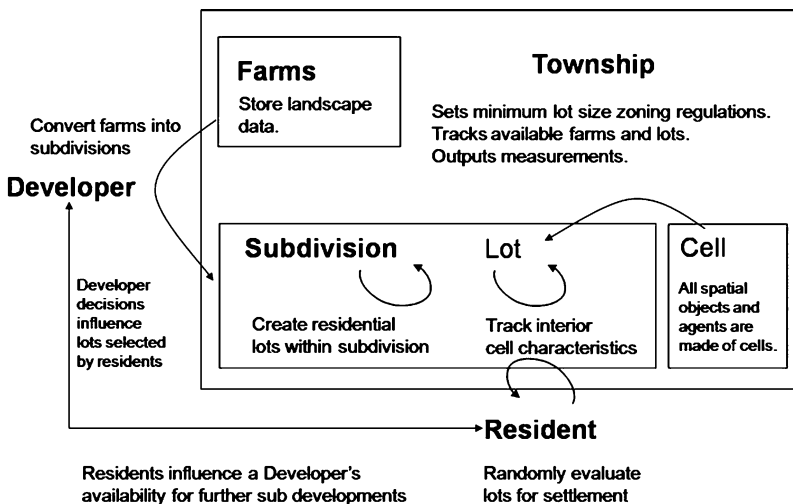 Farms
Store landscape
data.
Township
Sets minimum lot size zoning regulations.
Tracks available farms and lots.
Outputs measurements.
Convert farms into
subdivisions
Developer
Developer
decisions
influence
lots selected
by residents
Subdivision
Create residential
lots within subdivision
Lot
Track interior
cell characteristics
Cell
All spatial
objects and
agents are
made of cells.
Resident
Randomly evaluate
lots for settlement
Residents influence a Developer's
availability for further sub developments